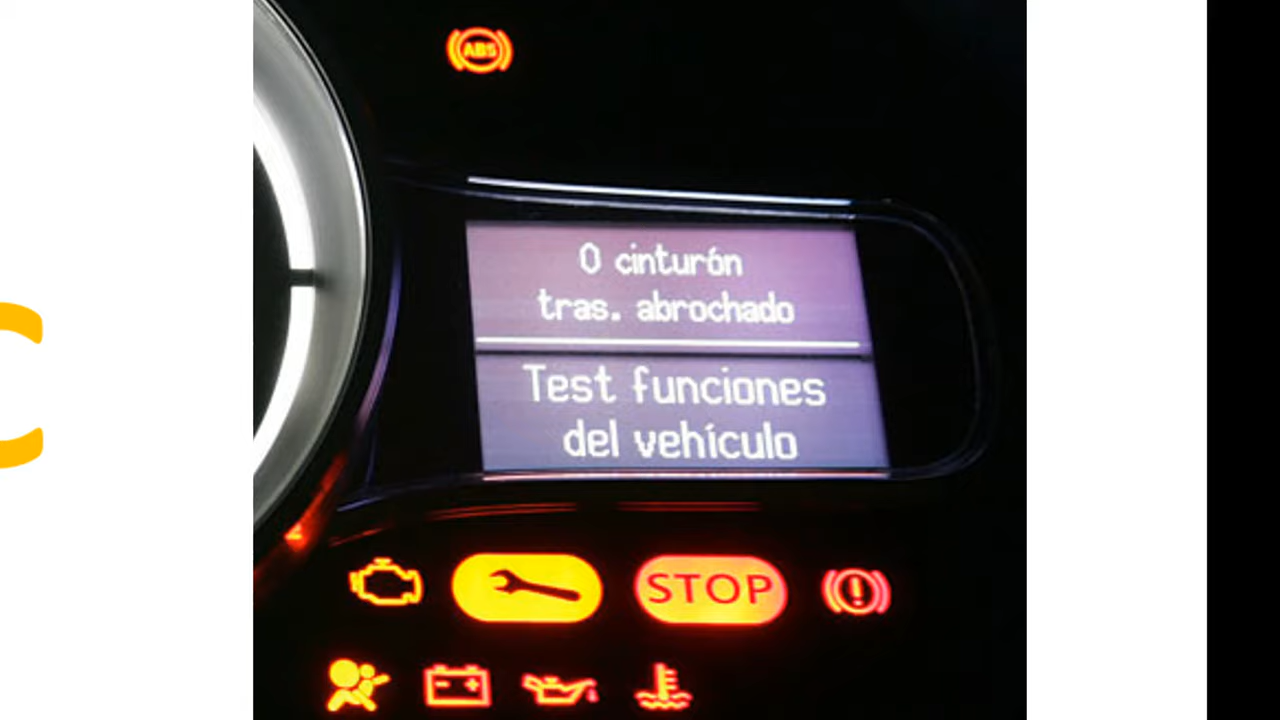 ABS
0 cinturón
tras. abrochado
Test funciones
del vehículo
STOP